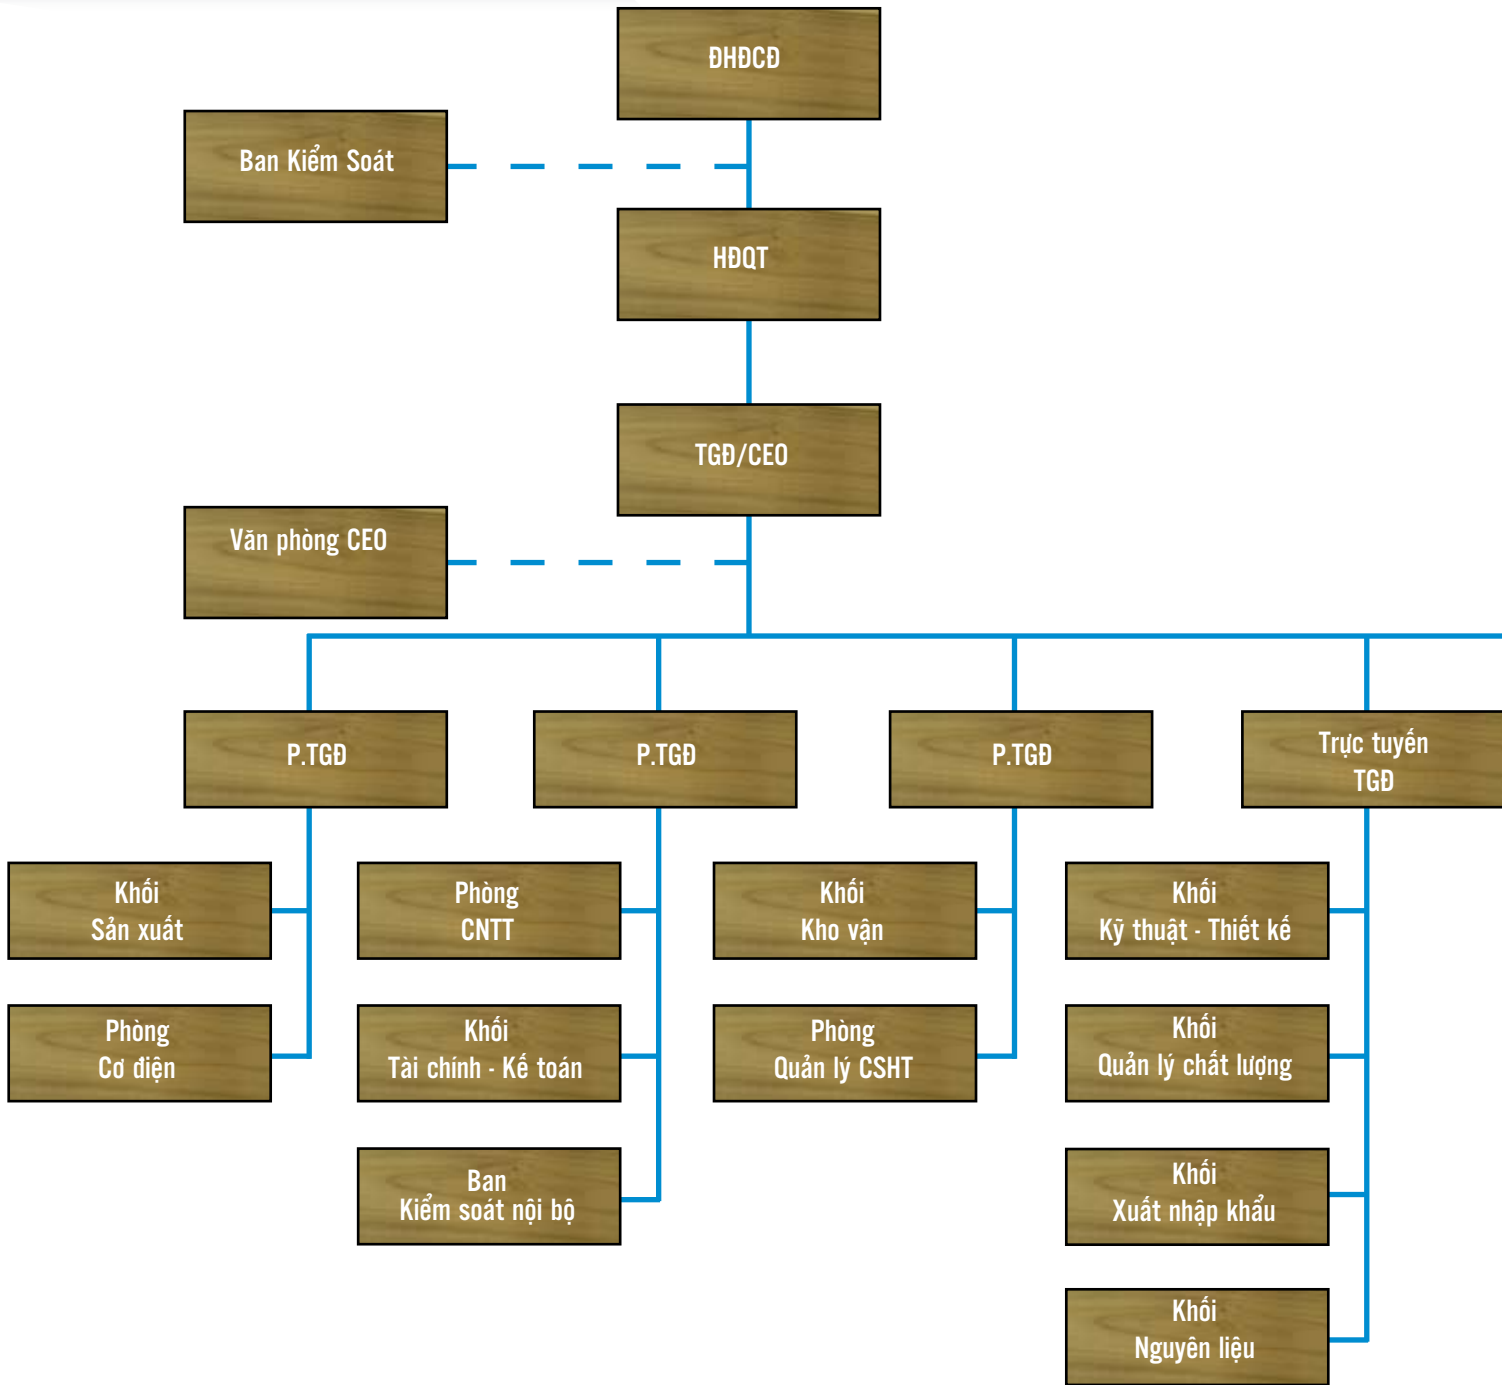 ĐHĐCĐ
Ban Kiểm Soát
HĐQT
TGĐ/CEO
Văn phòng CEO
P.TGĐ
P.TGĐ
P.TGĐ
Trực tuyến
TGĐ
Khối
Sản xuất
Phòng
CNTT
Khối
Kho vận
Khối
Kỹ thuật - Thiết kế
Phòng
Cơ điện
Khối
Tài chính - Kế toán
Phòng
Quản lý CSHT
Khối
Quản lý chất lượng
Ban
Kiểm soát nội bộ
Khối
Xuất nhập khẩu
Khối
Nguyên liệu